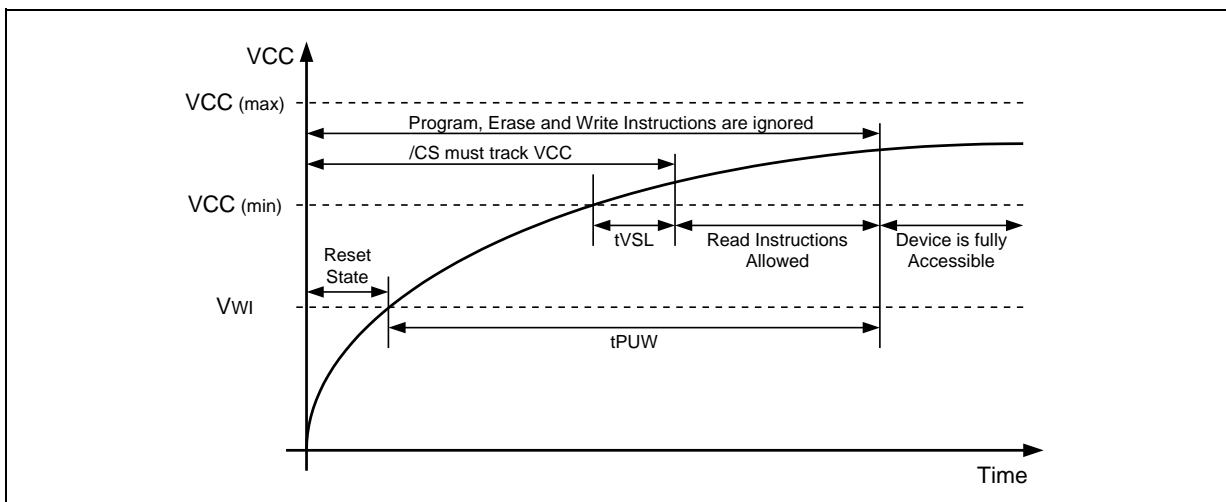 VCC
VCC (max)
Program, Erase and Write Instructions are ignored
/CS must track VCC
VCC (min)
tVSL
Read Instructions
Allowed
Device is fully
Accessible
Reset
State
VWI
tPUW
Time